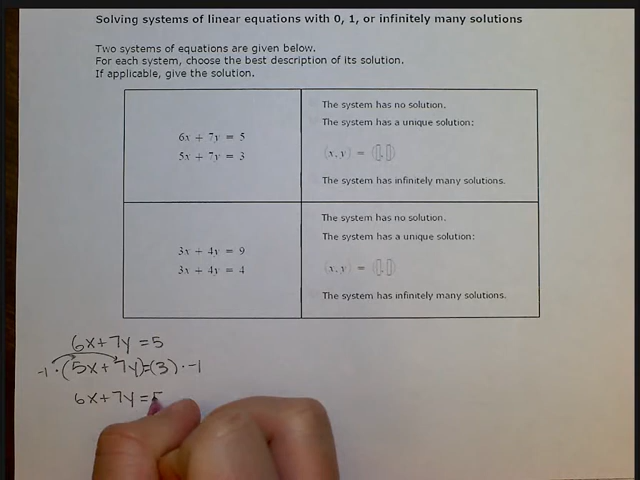 Solving systems of linear equations with 0, 1, or infinitely many solutions
Two systems of equations are given below.
For each system, choose the best description of its solution.
If applicable, give the solution.
6x + 7y = 5
5x + 7y = 3
The system has no solution.
The system has a unique solution:
(x, y) = (▯, ▯)
The system has infinitely many solutions.
3x + 4y = 9
3x + 4y = 4
The system has no solution.
The system has a unique solution:
(x, y) = (▯, ▯)
The system has infinitely many solutions.
6x+7y=5
-1·(5x+7y)=(3)·-1
6x+7y=5